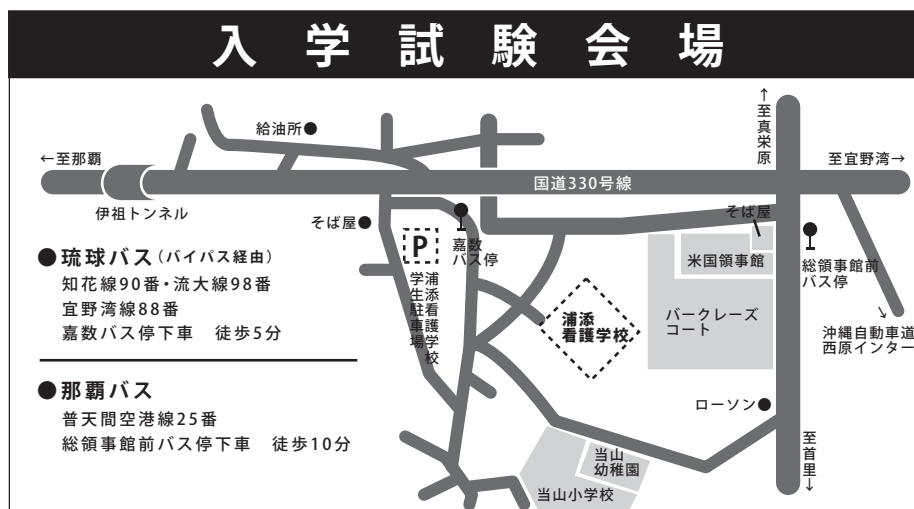 入学試験会場
↑至真栄原
給油所●
←至那覇
至宜野湾→
国道330号線
伊祖トンネル
そば屋●
P
嘉数
バス停
そば屋
米国領事館
総領事館前
バス停
浦添看護学校
学生駐車場
浦添
看護学校
バークレーズ
コート
↓
沖縄自動車道
西原インター
ローソン●
至首里↓
当山
幼稚園
当山小学校
●琉球バス(バイパス経由)
知花線90番・琉大線98番
宜野湾線88番
嘉数バス停下車 徒歩5分
●那覇バス
普天間空港線25番
総領事館前バス停下車 徒歩10分